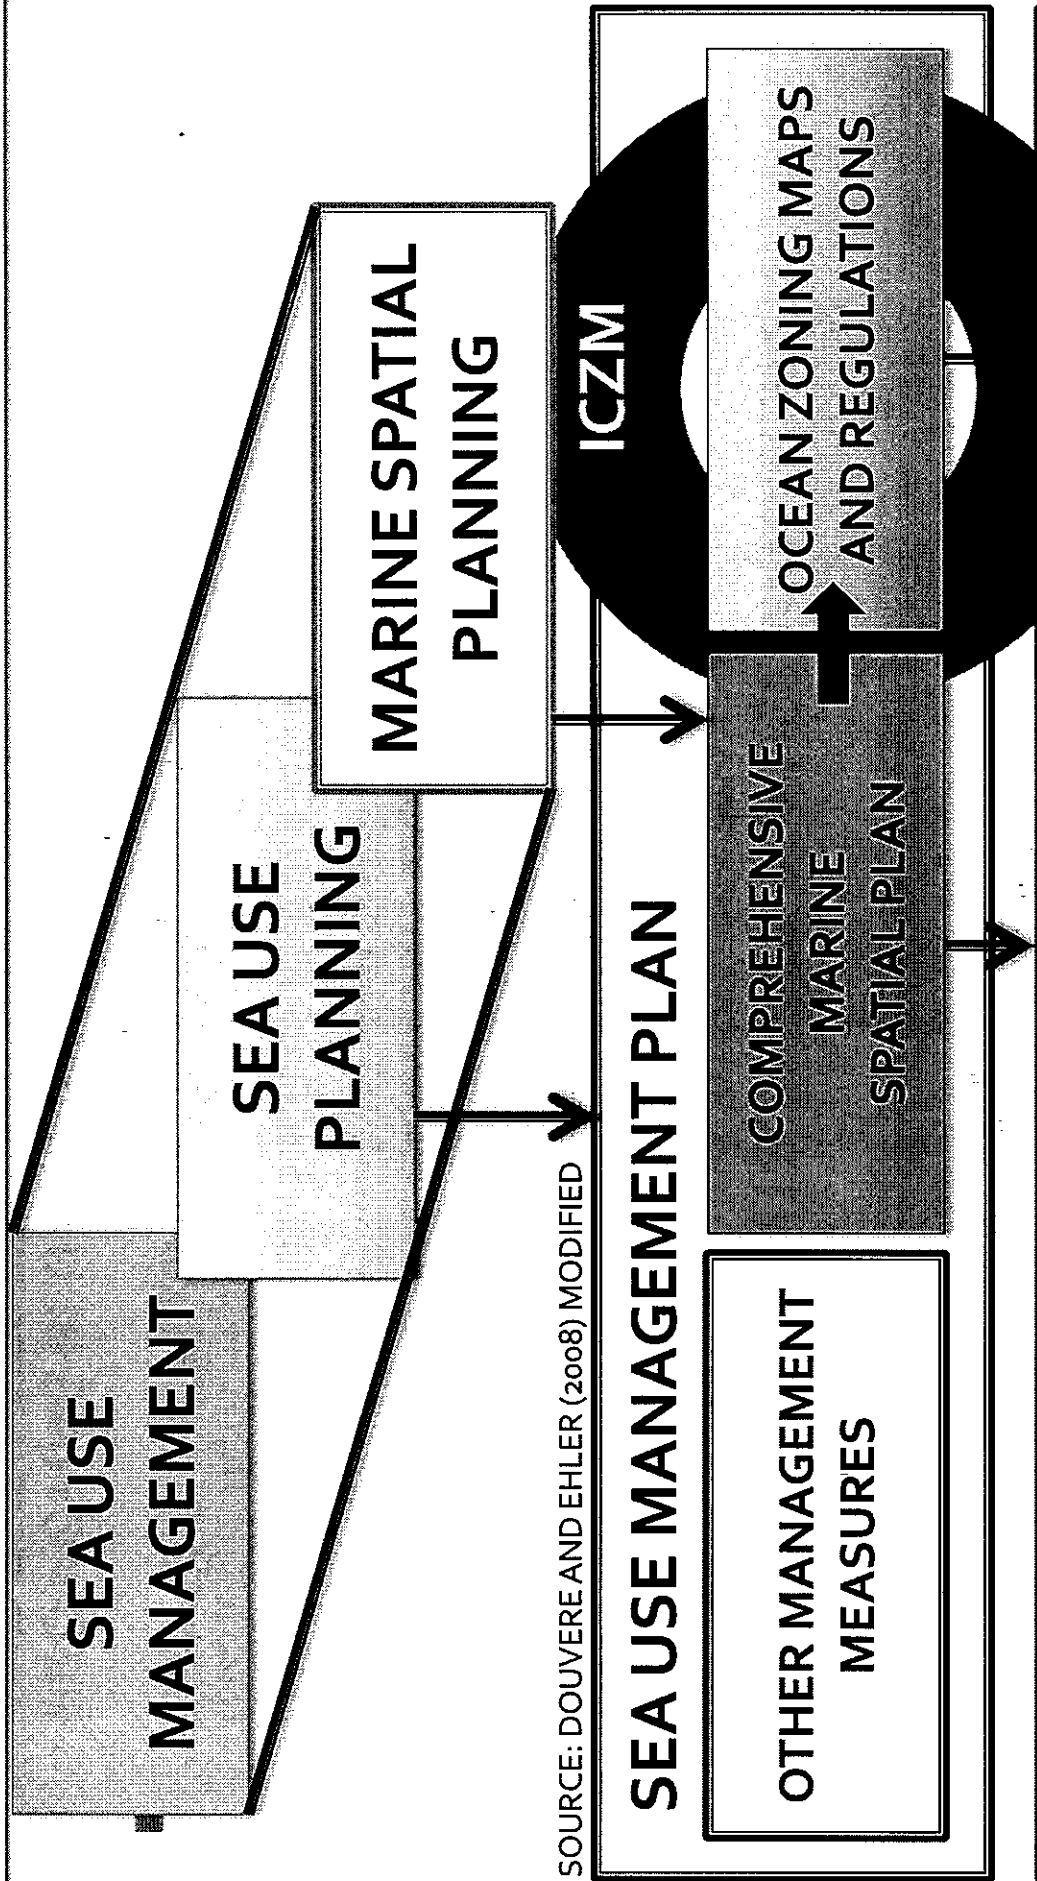 SEA USE
MANAGEMENT
SEA USE
PLANNING
MARINE SPATIAL
PLANNING
SOURCE: DOUVERE AND EHLER (2008) MODIFIED
ICZM
SEA USE MANAGEMENT PLAN
OTHER MANAGEMENT
MEASURES
COMPREHENSIVE
MARINE
SPATIAL PLAN
OCEAN ZONING MAPS
AND REGULATIONS